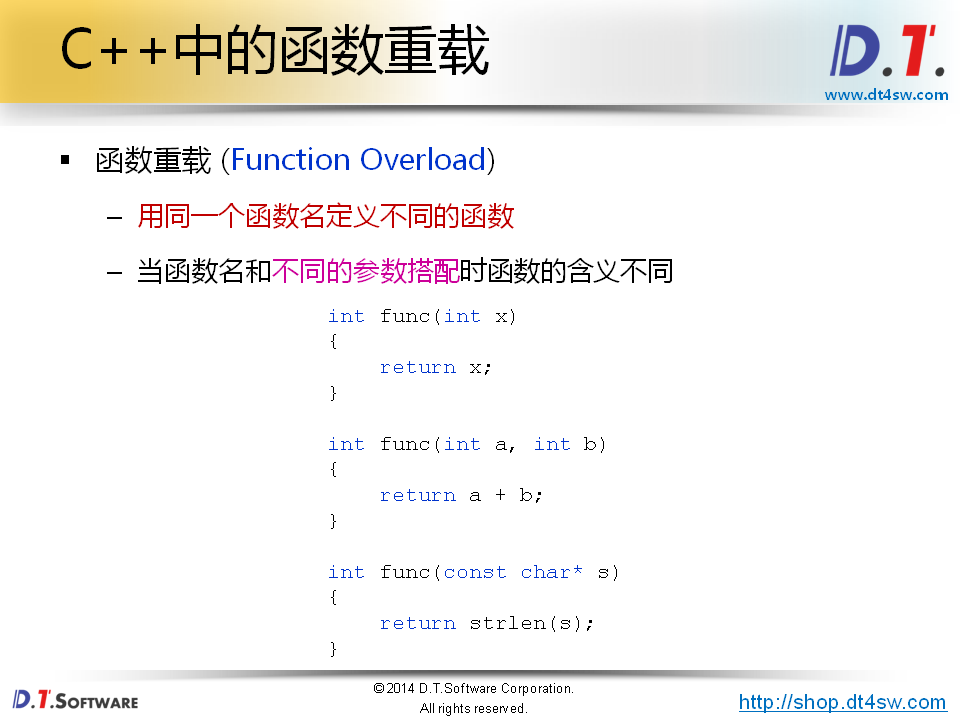 C++中的函数重载
D.T.
www.dt4sw.com
▪ 函数重载 (Function Overload)
– 用同一个函数名定义不同的函数
– 当函数名和不同的参数搭配时函数的含义不同
int func(int x)
{
    return x;
}
int func(int a, int b)
{
    return a + b;
}
int func(const char* s)
{
    return strlen(s);
}
D.T.SOFTWARE
©2014 D.T.Software Corporation.
All rights reserved.
http://shop.dt4sw.com